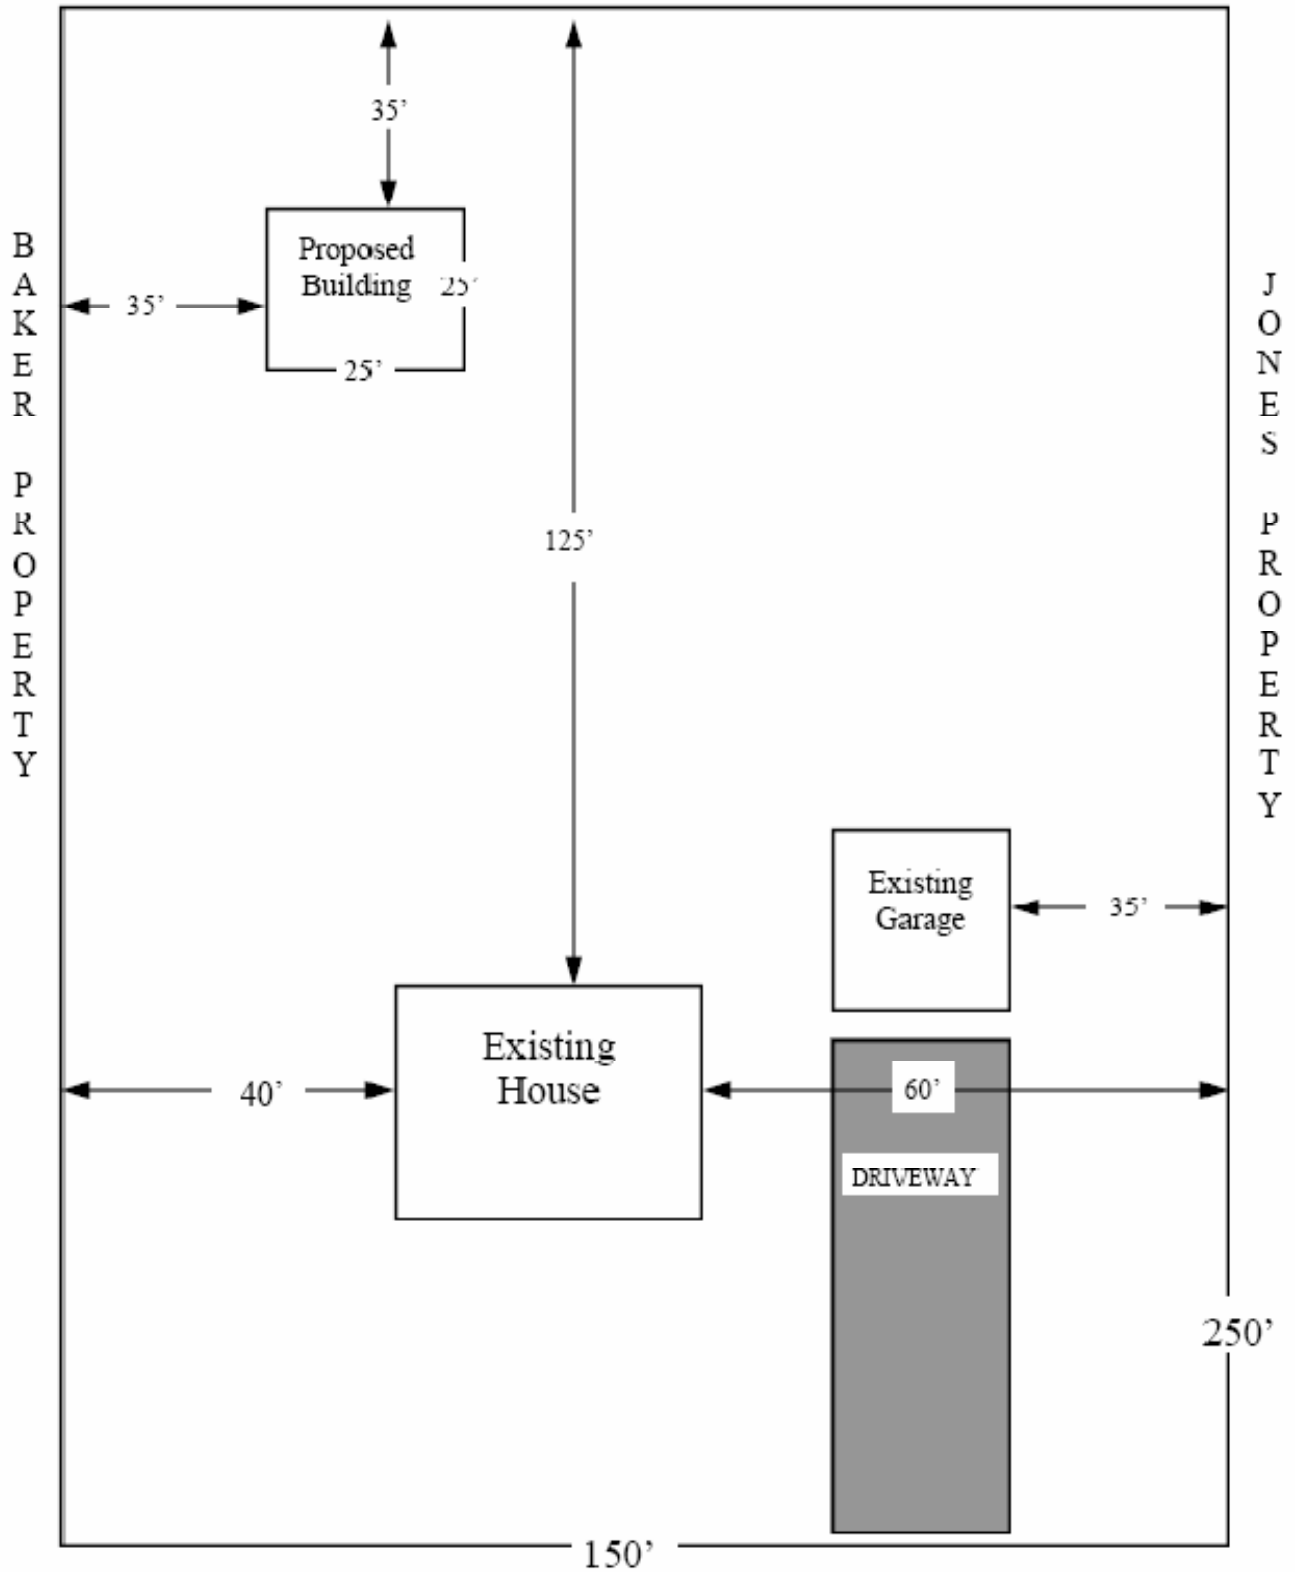 35’
125’
Proposed
Building
25’
25’
35’
BAKER PROPERTY
JONES PROPERTY
Existing
Garage
35’
Existing
House
40’
60’
DRIVEWAY
250’
150’